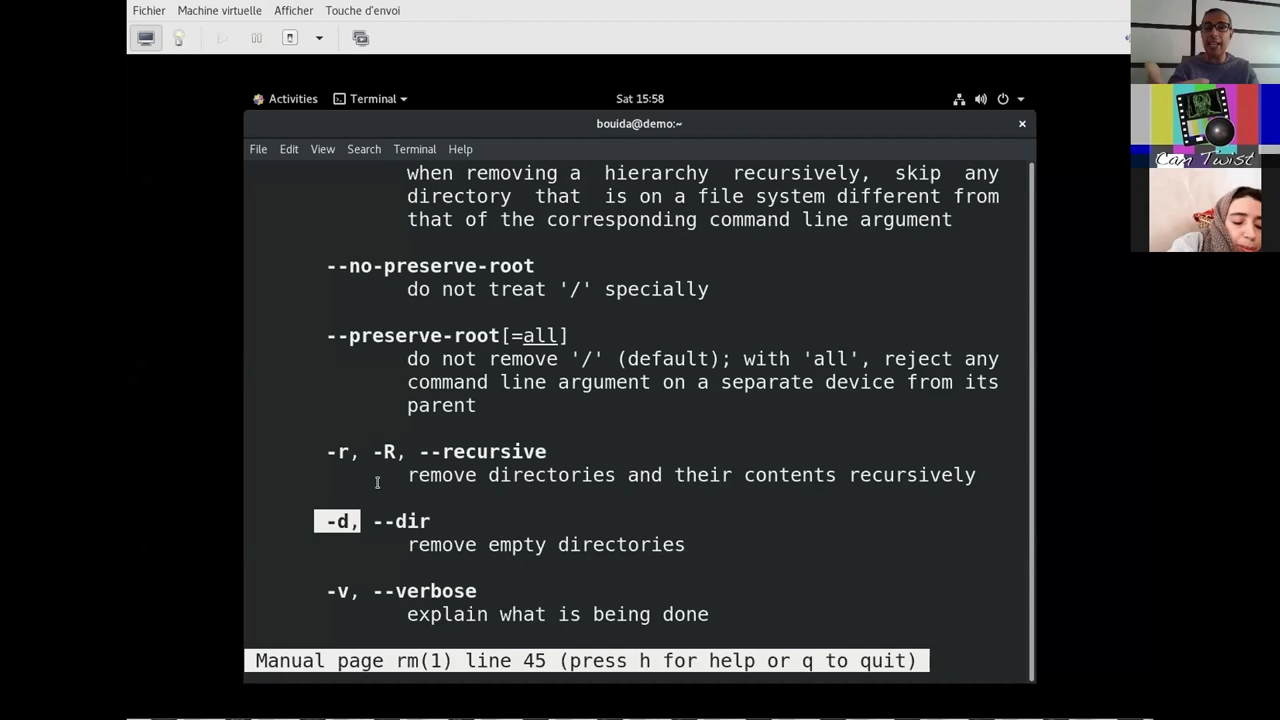 Fichier Machine virtuelle Afficher Touche d'envoi
Activities Terminal Sat 15:58
bouida@demo:~
File Edit View Search Terminal Help
when removing a hierarchy recursively, skip any
directory that is on a file system different from
that of the corresponding command line argument
--no-preserve-root
do not treat '/' specially
--preserve-root[=all]
do not remove '/' (default); with 'all', reject any
command line argument on a separate device from its
parent
-r, -R, --recursive
remove directories and their contents recursively
-d, --dir
remove empty directories
-v, --verbose
explain what is being done
Manual page rm(1) line 45 (press h for help or q to quit)
Cam Twist